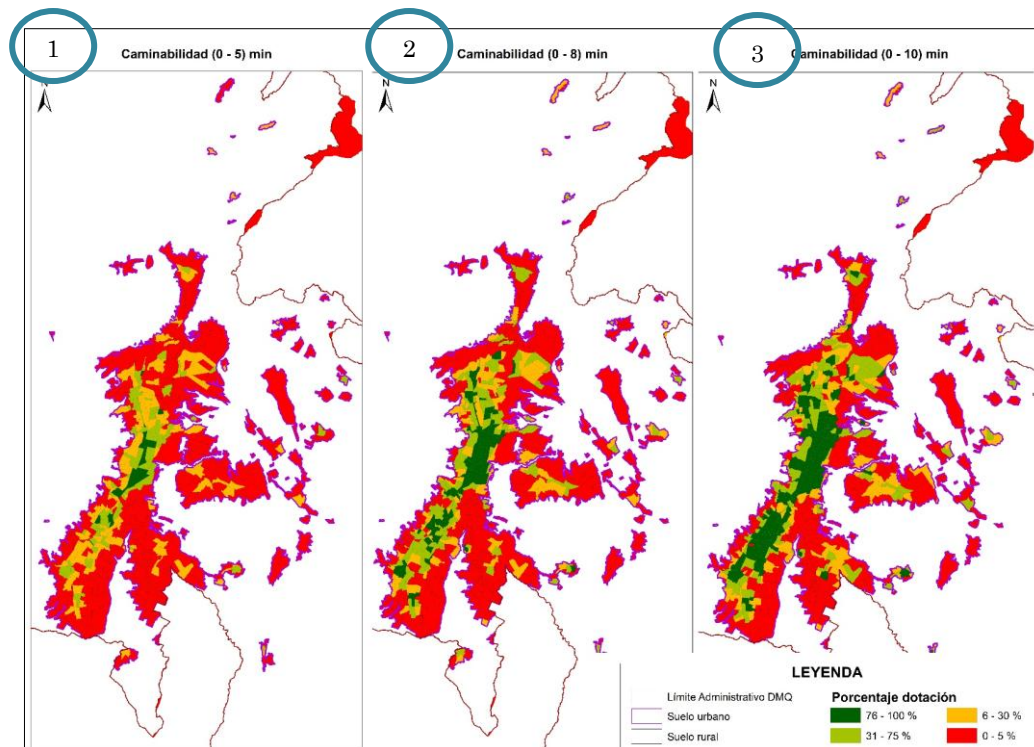 1
Caminabilidad (0 - 5) min
2
Caminabilidad (0 - 8) min
3
Caminabilidad (0 - 10) min
N
N
N
LEYENDA
Límite Administrativo DMQ
Suelo urbano
Suelo rural
Porcentaje dotación
76 - 100 %
6 - 30 %
31 - 75 %
0 - 5 %